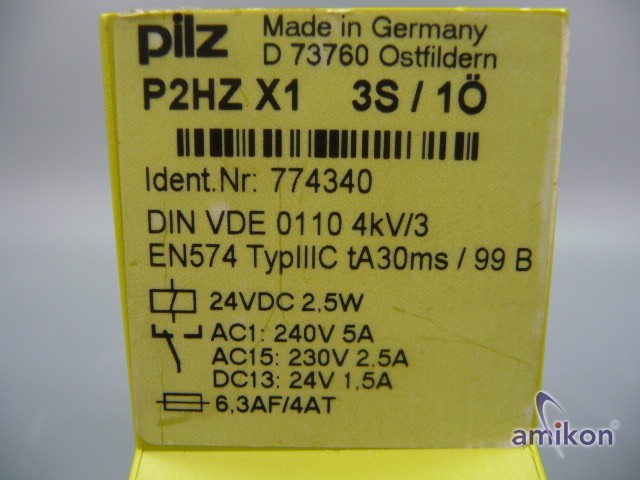 pilz
Made in Germany
D 73760 Ostfildern
P2HZ X1 3S / 1Ö
Ident.Nr: 774340
DIN VDE 0110 4kV/3
EN574 TypIIIC tA30ms / 99 B
24VDC 2,5W
AC1: 240V 5A
AC15: 230V 2.5A
DC13: 24V 1,5A
6,3AF/4AT
amikon